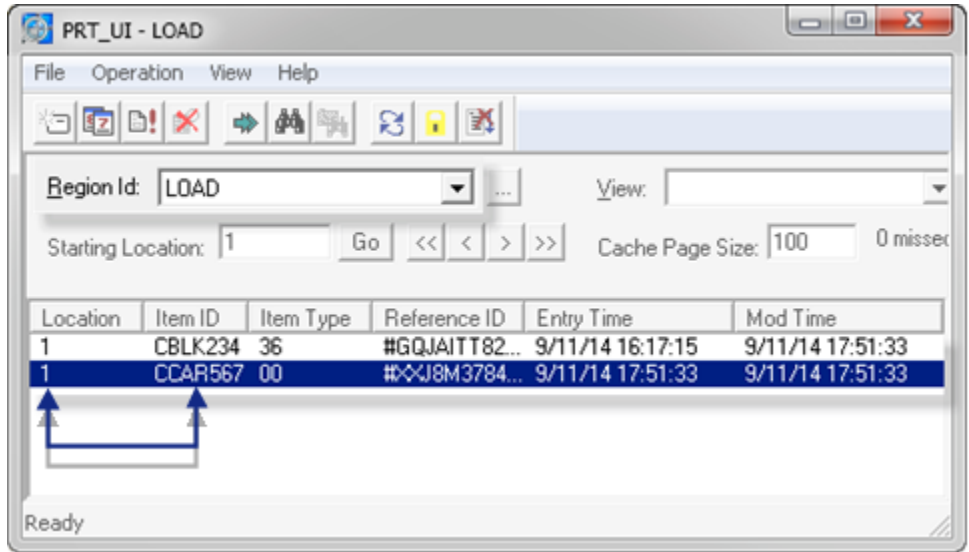 PRT_UI - LOAD
File Operation View Help
Region Id: LOAD ... View:
Starting Location: 1 Go << < > >> Cache Page Size: 100 0 missed
Location Item ID Item Type Reference ID Entry Time Mod Time
1 CBLK234 36 #GQJAITT82... 9/11/14 16:17:15 9/11/14 17:51:33
1 CCAR567 00 #XXJ8M3784... 9/11/14 17:51:33 9/11/14 17:51:33
Ready